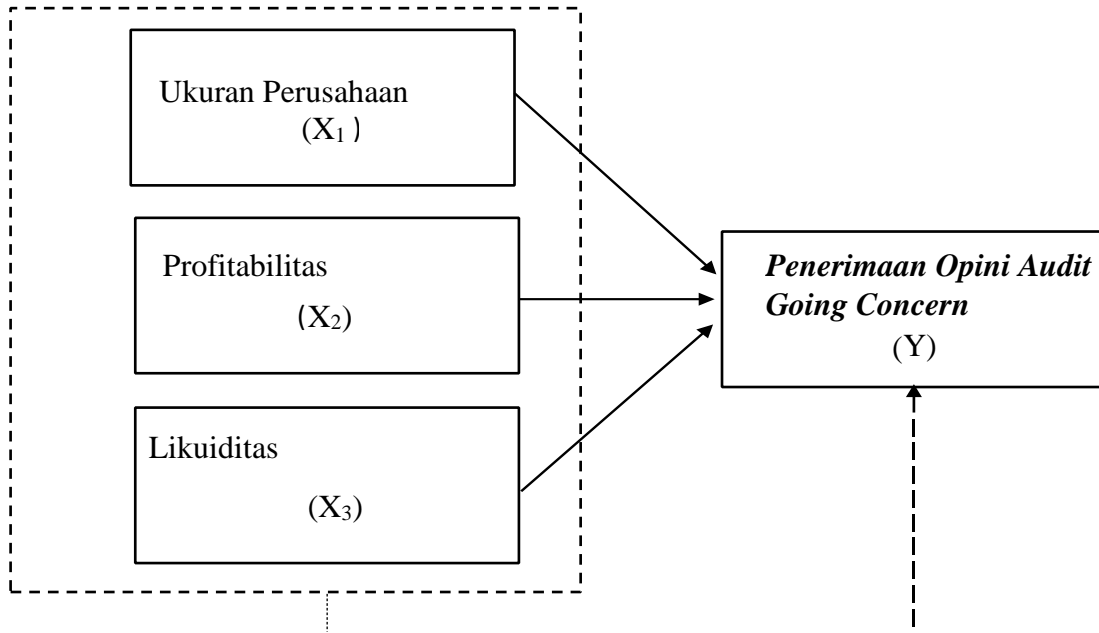 Ukuran Perusahaan
(X₁)
Profitabilitas
(X₂)
Likuiditas
(X₃)
Penerimaan Opini Audit
Going Concern
(Y)